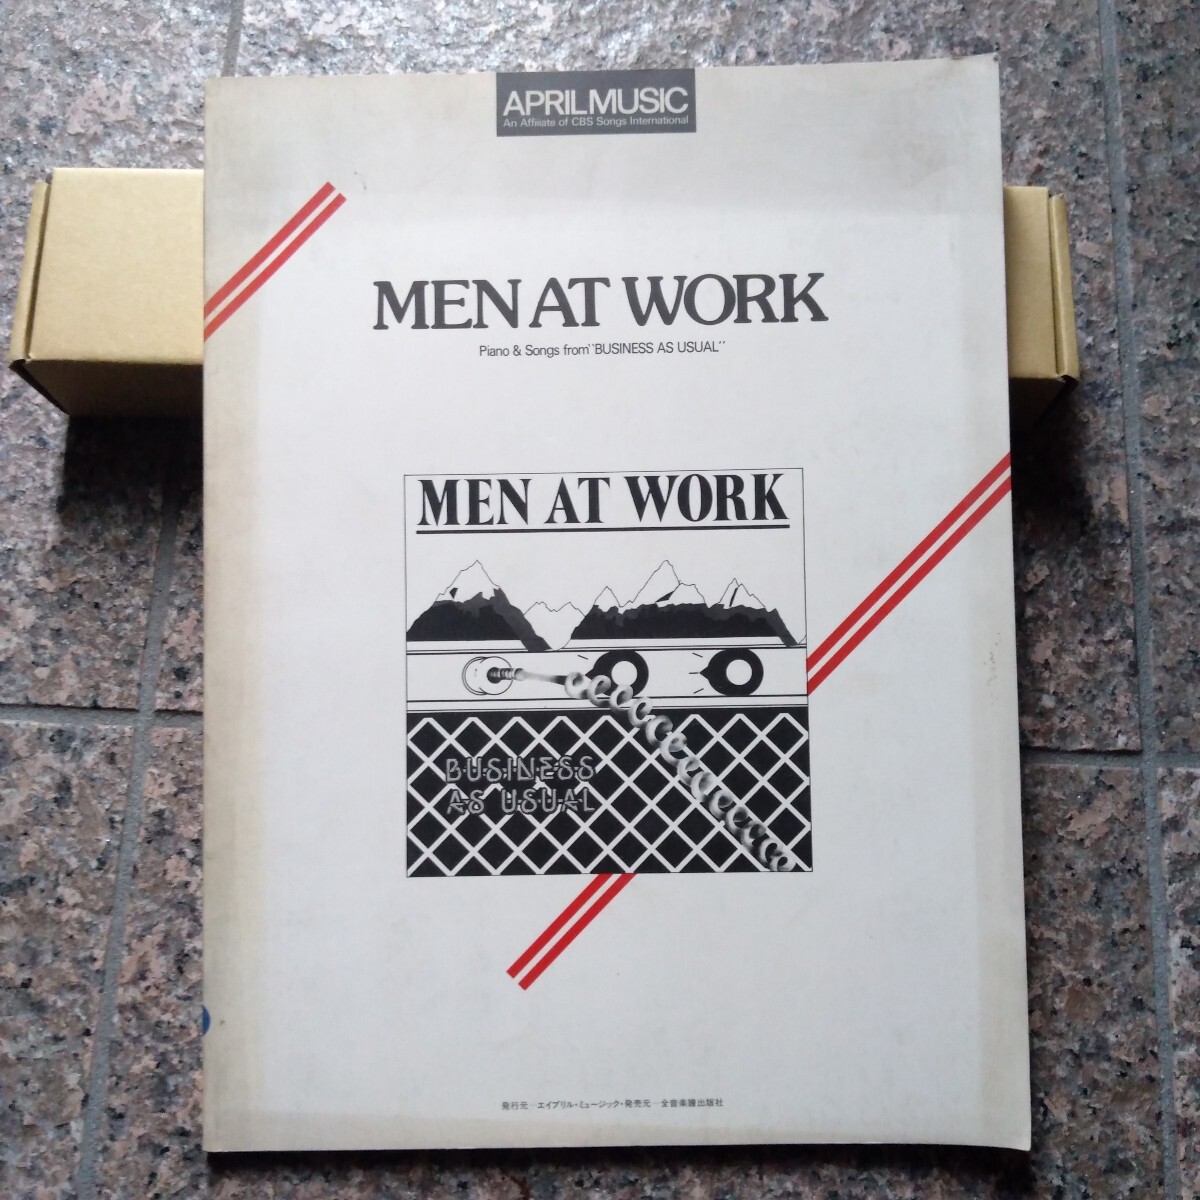 APRIL MUSIC
An Affiliate of CBS Songs International
MEN AT WORK
Piano & Songs from "BUSINESS AS USUAL"
MEN AT WORK
BUSINESS
AS USUAL
発行元—エイプリル・ミュージック・発売元—全音楽譜出版社